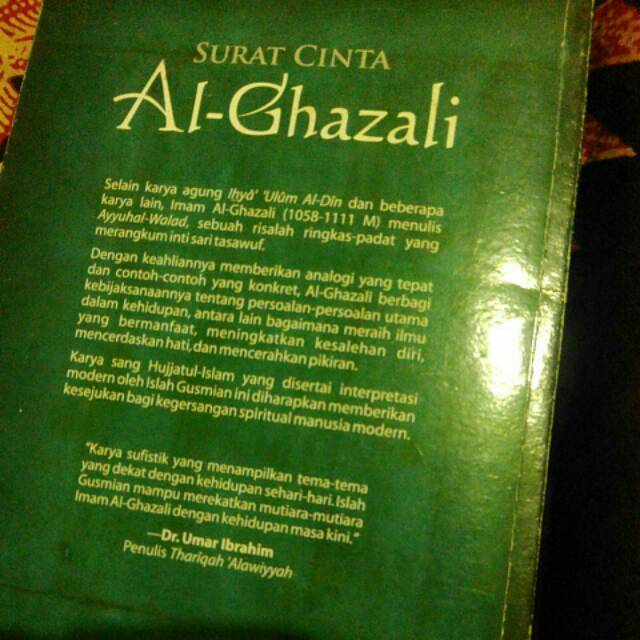 SURAT CINTA
AL-Ghazali
Selain karya agung Iḥyâ' 'Ulûm Al-Dîn dan beberapa
karya lain, Imam Al-Ghazali (1058-1111 M) menulis
Ayyuhal-Walad, sebuah risalah ringkas-padat yang
merangkum inti sari tasawuf.
Dengan keahliannya memberikan analogi yang tepat
dan contoh-contoh yang konkret, Al-Ghazali berbagi
kebijaksanaannya tentang persoalan-persoalan utama
dalam kehidupan, antara lain bagaimana meraih ilmu
yang bermanfaat, meningkatkan kesalehan diri,
mencerdaskan hati, dan mencerahkan pikiran.
Karya sang Hujjatul-Islam yang disertai interpretasi
modern oleh Islah Gusmian ini diharapkan memberikan
kesejukan bagi kegersangan spiritual manusia modern.
"Karya sufistik yang menampilkan tema-tema
yang dekat dengan kehidupan sehari-hari. Islah
Gusmian mampu merekatkan mutiara-mutiara
Imam Al-Ghazali dengan kehidupan masa kini."
—Dr. Umar Ibrahim
Penulis Thariqah 'Alawiyyah